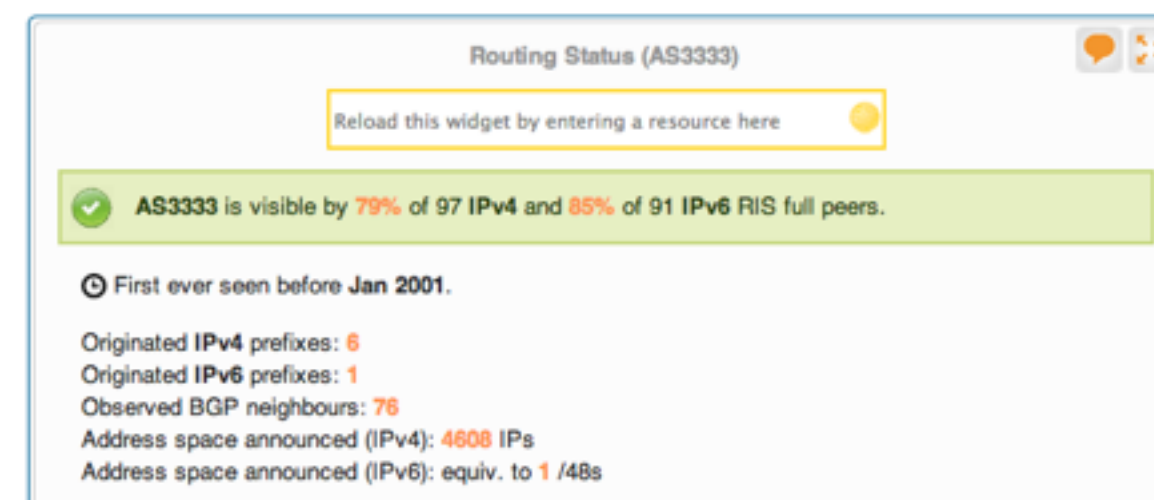 Routing Status (AS3333)
Reload this widget by entering a resource here
AS3333 is visible by 79% of 97 IPv4 and 85% of 91 IPv6 RIS full peers.
First ever seen before Jan 2001.
Originated IPv4 prefixes: 6
Originated IPv6 prefixes: 1
Observed BGP neighbours: 76
Address space announced (IPv4): 4608 IPs
Address space announced (IPv6): equiv. to 1 /48s